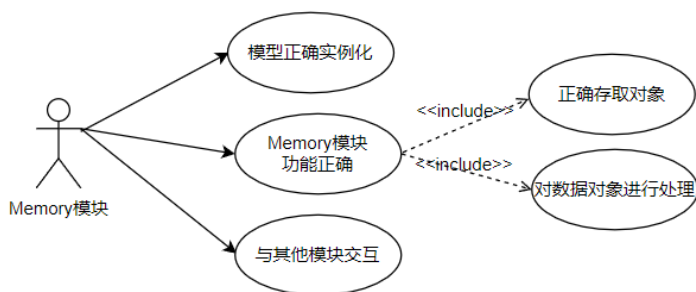 模型正确实例化
正确存取对象
<<include>>
Memory模块
功能正确
<<include>>
对数据对象进行处理
Memory模块
与其他模块交互